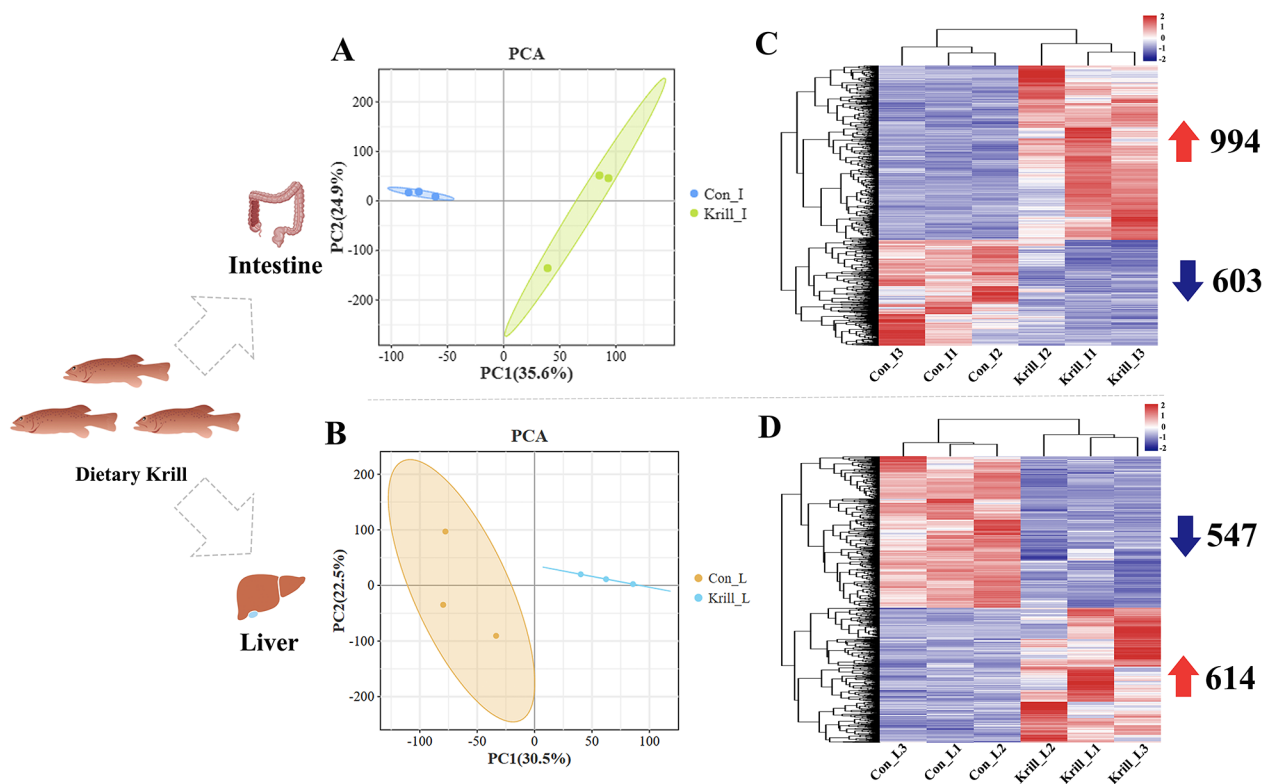 A
PCA
200
100
0
-100
-200
PC2(24.9%)
-100
-50
0
50
100
PC1(35.6%)
Con_I
Krill_I
C
2
1
0
-1
-2
994
603
Con_I3
Con_I1
Con_I2
Krill_I2
Krill_I1
Krill_I3
Intestine
Dietary Krill
Liver
B
PCA
200
100
0
-100
-200
PC2(22.5%)
-100
-50
0
50
100
PC1(30.5%)
Con_L
Krill_L
D
2
1
0
-1
-2
547
614
Con_L3
Con_L1
Con_L2
Krill_L2
Krill_L1
Krill_L3